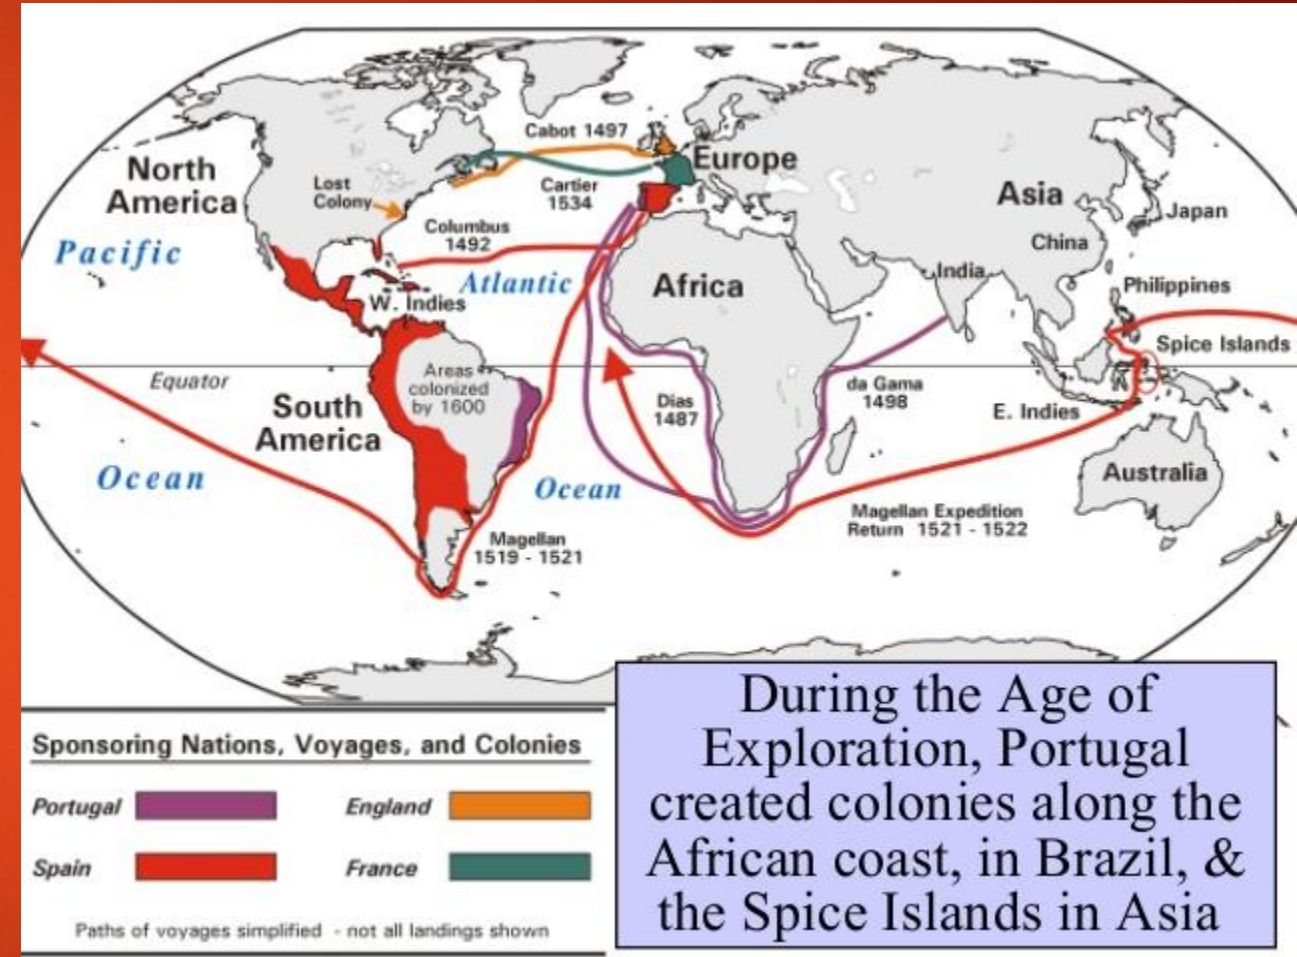 Cabot 1497
North
America
Europe
Lost
Colony
Cartier
1534
Asia
Japan
Columbus
1492
China
Pacific
India
Atlantic
Africa
Philippines
W. Indies
Spice Islands
Equator
Areas
colonized
by 1600
da Gama
1498
South
America
Dias
1487
E. Indies
Australia
Ocean
Ocean
Magellan Expedition
Return 1521 - 1522
Magellan
1519 - 1521
Sponsoring Nations, Voyages, and Colonies
Portugal
England
Spain
France
Paths of voyages simplified - not all landings shown
During the Age of
Exploration, Portugal
created colonies along the
African coast, in Brazil, &
the Spice Islands in Asia